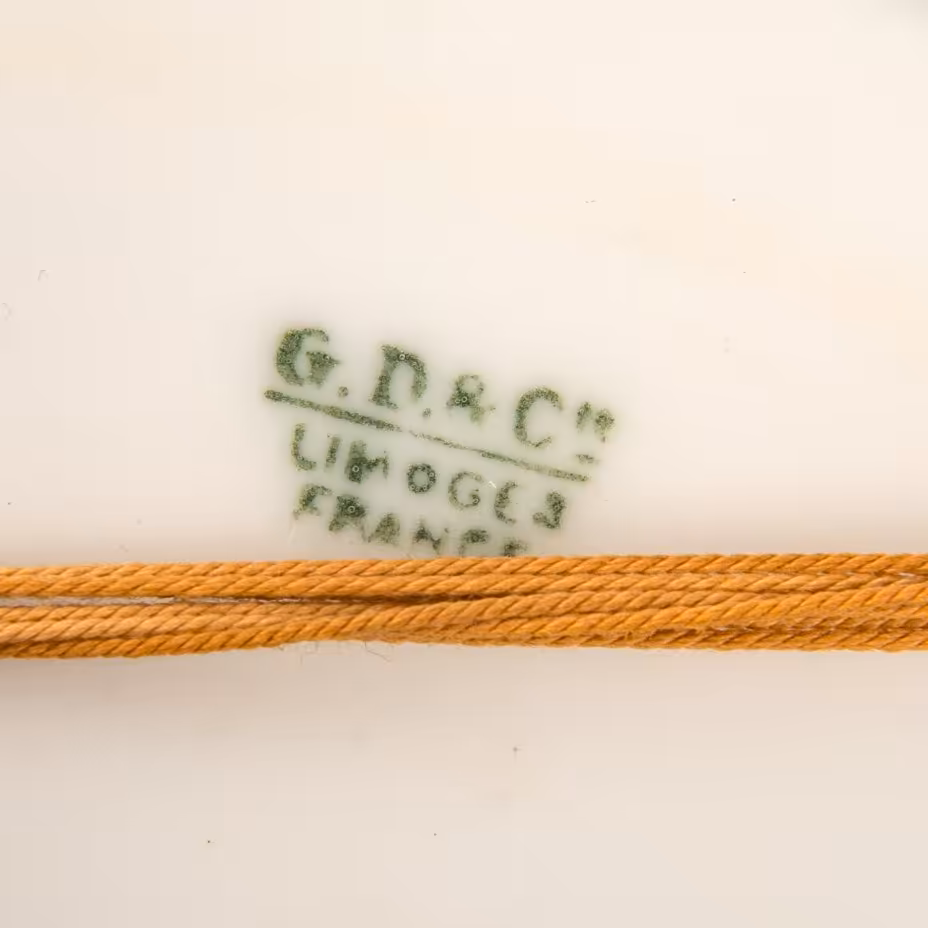 G. D. & Cie
LIMOGES
FRANCE